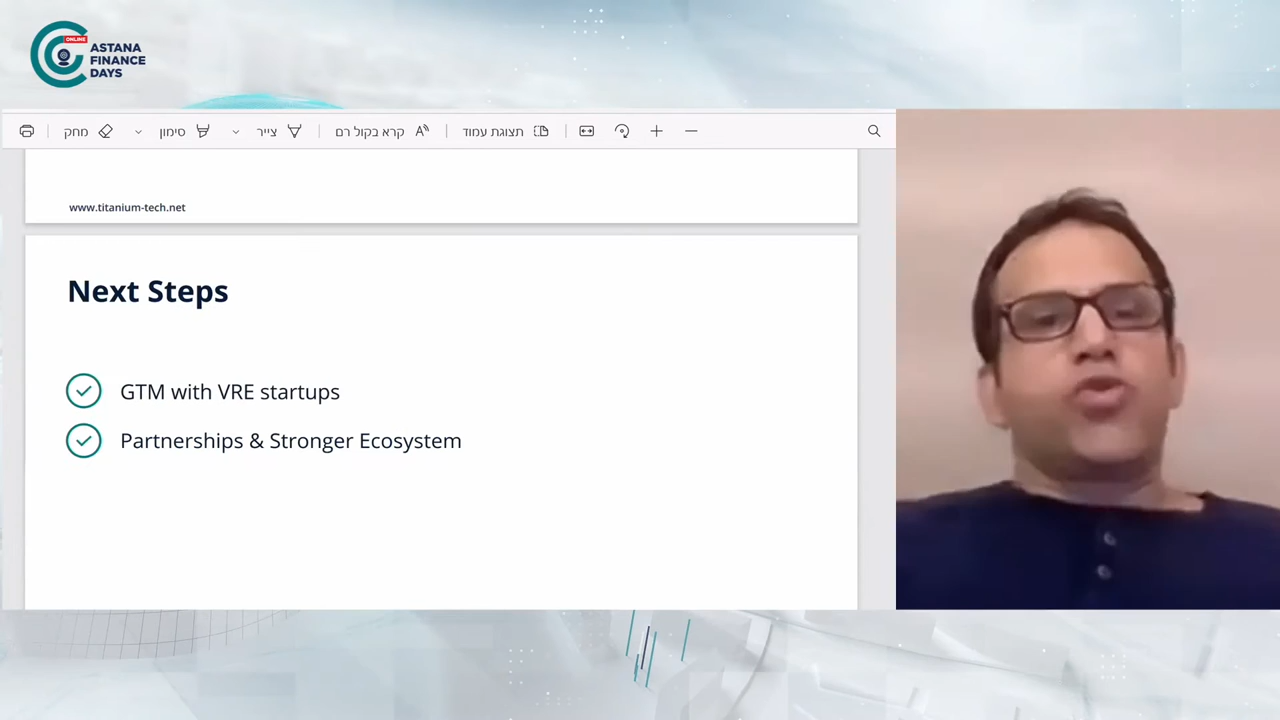 ONLINE
ASTANA
FINANCE
DAYS
מחק
סימון
צייר
קרא בקול רם
תצוגת עמוד
www.titanium-tech.net
Next Steps
GTM with VRE startups
Partnerships & Stronger Ecosystem